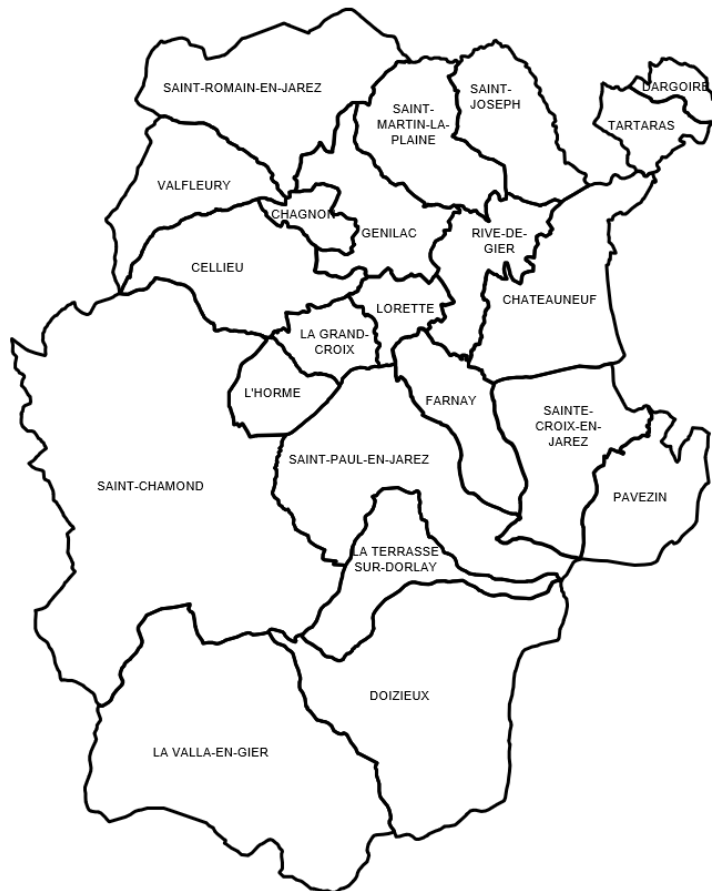 SAINT-ROMAIN-EN-JAREZ
SAINT-
MARTIN-LA-
PLAINE
SAINT-
JOSEPH
DARGOIRE
TARTARAS
VALFLEURY
CHAGNON
GENILAC
RIVE-DE-
GIER
CELLIEU
CHATEAUNEUF
LORETTE
LA GRAND-
CROIX
L'HORME
FARNAY
SAINTE-
CROIX-EN-
JAREZ
SAINT-PAUL-EN-JAREZ
SAINT-CHAMOND
PAVEZIN
LA TERRASSE
SUR-DORLAY
DOIZIEUX
LA VALLA-EN-GIER